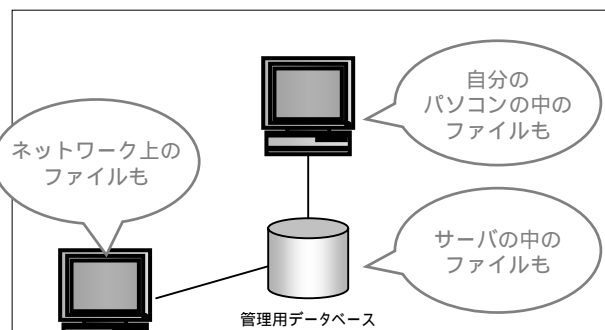 自分の
パソコンの中の
ファイルも
ネットワーク上の
ファイルも
サーバの中の
ファイルも
管理用データベース